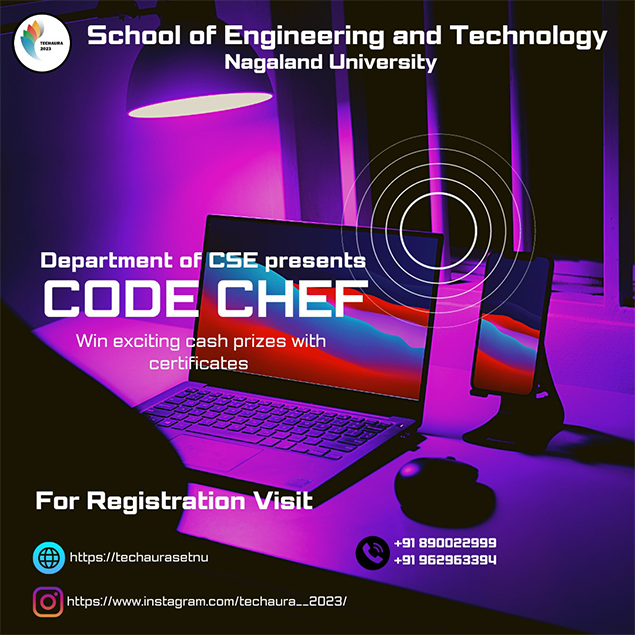 TECHAURA
2023
School of Engineering and Technology
Nagaland University
Department of CSE presents
CODE CHEF
Win exciting cash prizes with
certificates
For Registration Visit
https://techaurasetnu
+91 890022999
+91 962963394
https://www.instagram.com/techaura__2023/